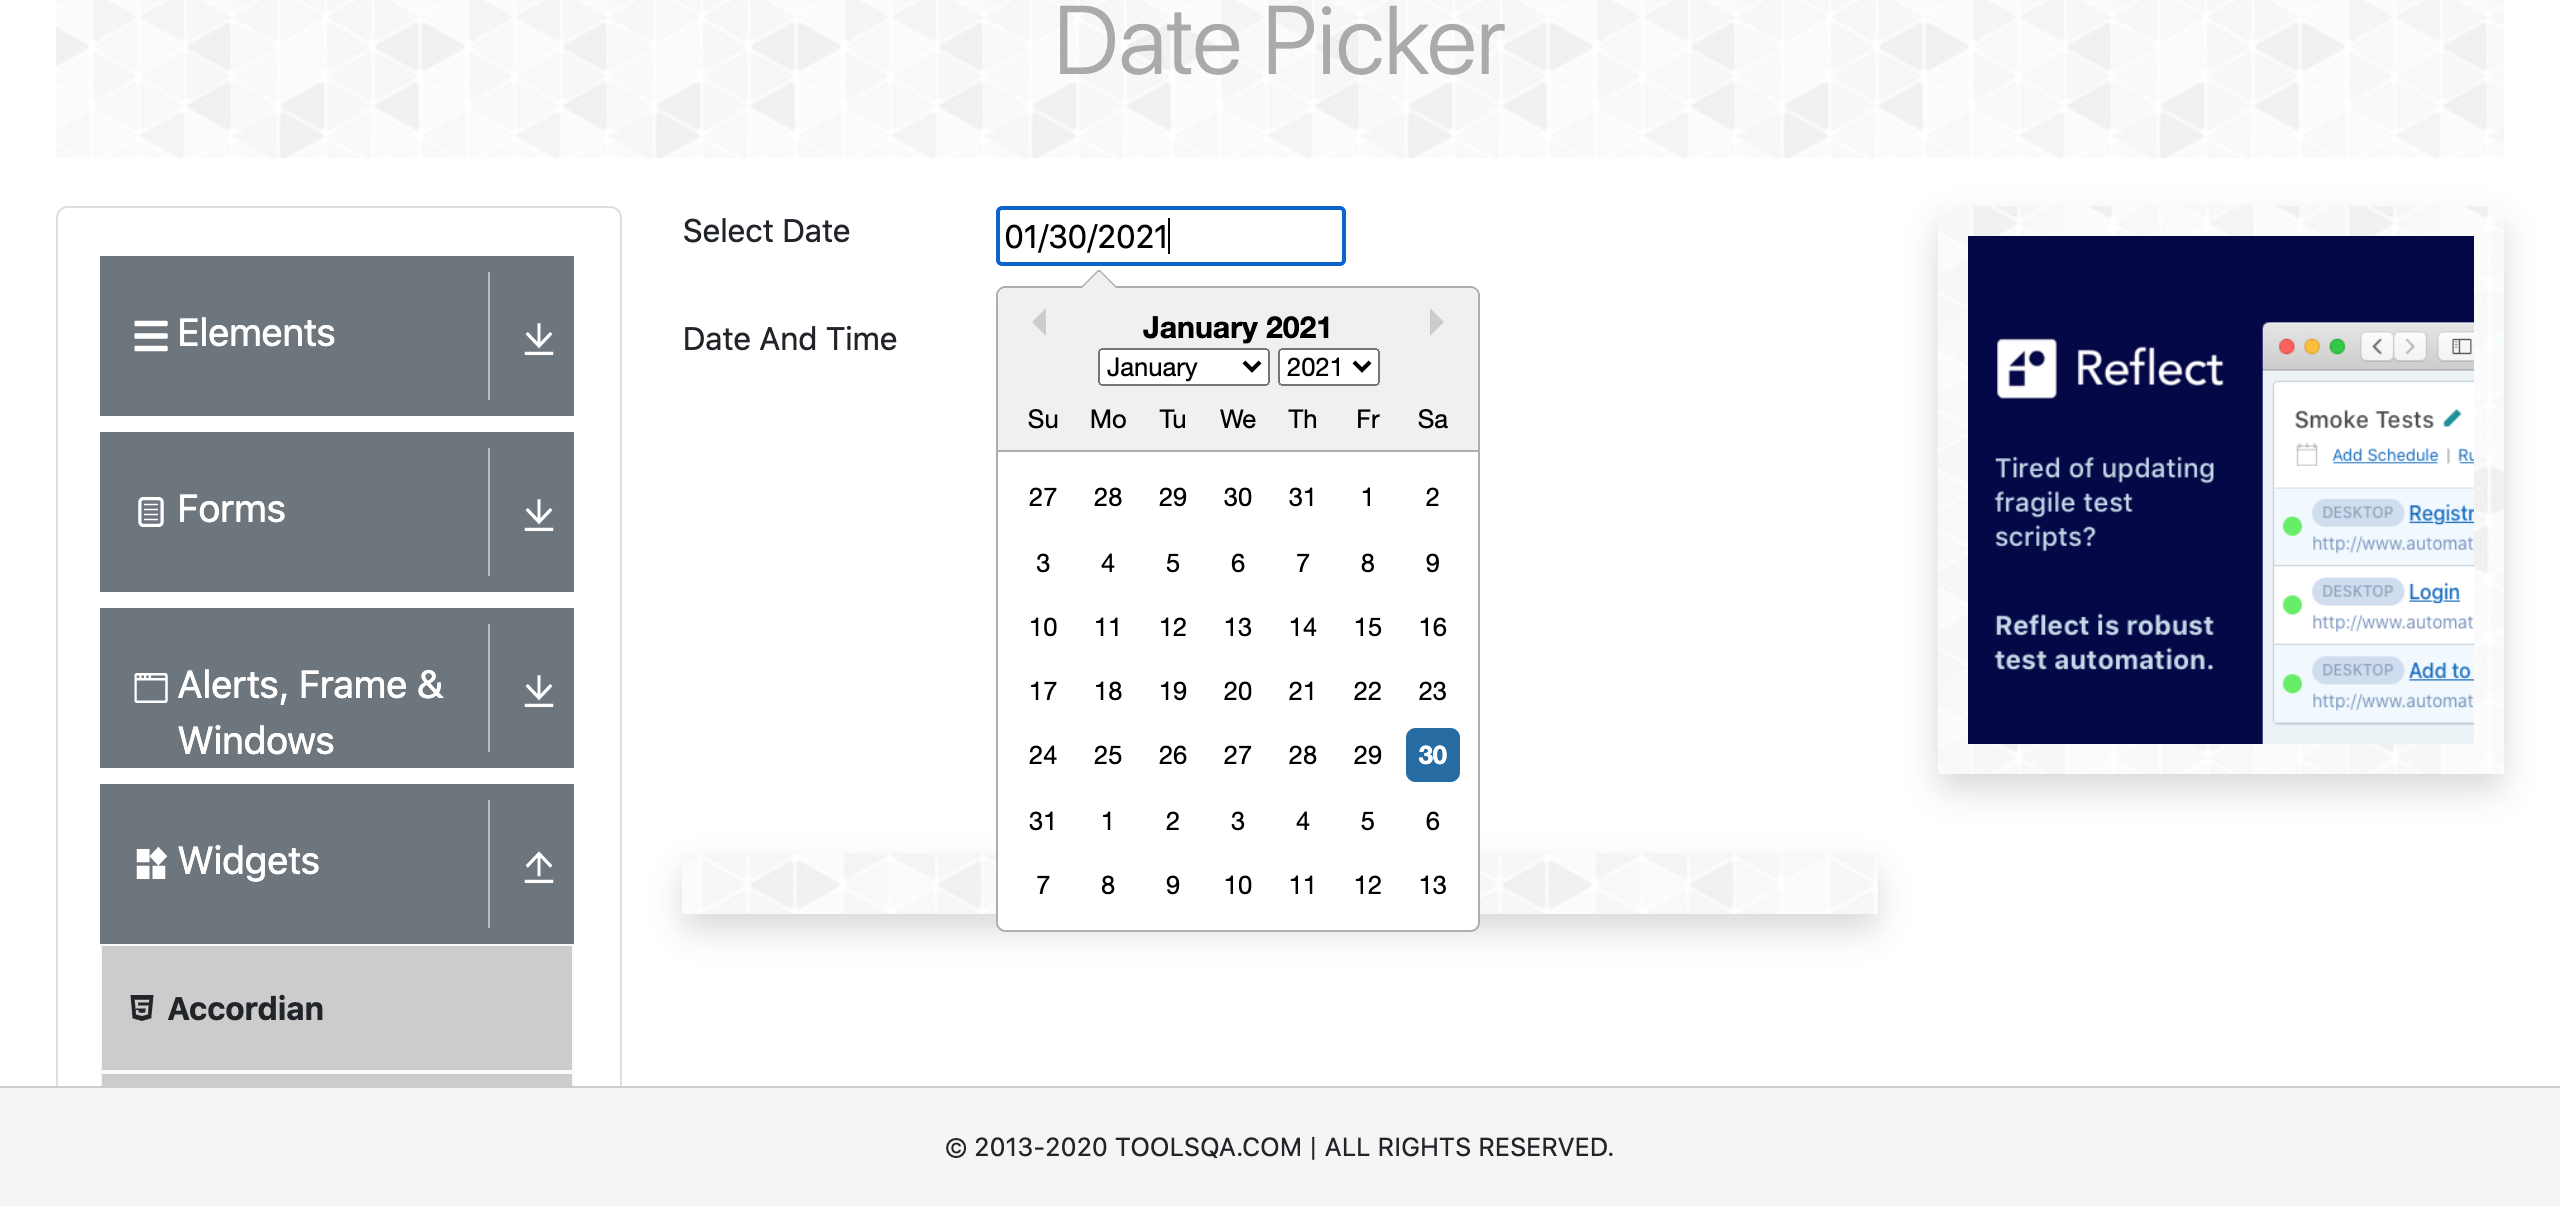 Date Picker
Elements
Forms
Alerts, Frame &
Windows
Widgets
Accordian
Select Date
01/30/2021
Date And Time
January 2021
January 2021
Su Mo Tu We Th Fr Sa
27 28 29 30 31 1 2
3 4 5 6 7 8 9
10 11 12 13 14 15 16
17 18 19 20 21 22 23
24 25 26 27 28 29 30
31 1 2 3 4 5 6
7 8 9 10 11 12 13
Reflect
Tired of updating
fragile test
scripts?
Reflect is robust
test automation.
Smoke Tests
Add Schedule | Ru
DESKTOP Registr
http://www.automat
DESKTOP Login
http://www.automat
DESKTOP Add to
http://www.automat
© 2013-2020 TOOLSQA.COM | ALL RIGHTS RESERVED.